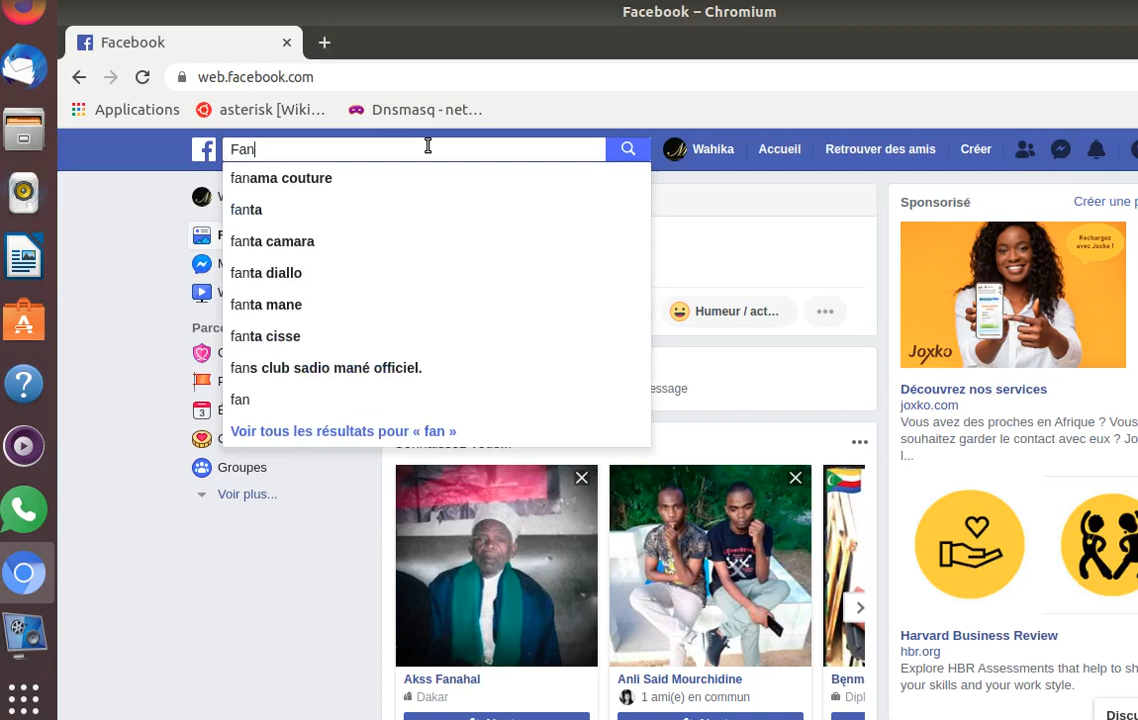 Facebook – Chromium
Facebook
web.facebook.com
Applications
asterisk [Wiki…
Dnsmasq - net…
Fan
Wahika
Accueil
Retrouver des amis
Créer
fanama couture
fanta
fanta camara
fanta diallo
fanta mane
fanta cisse
fans club sadio mané officiel.
fan
Voir tous les résultats pour « fan »
Groupes
Voir plus...
Humeur / act…
Akss Fanahal
Dakar
Anli Said Mourchidine
1 ami(e) en commun
Sponsorisé
Rechargez
avec Joxko !
Joxko
Découvrez nos services
joxko.com
Vous avez des proches en Afrique ? Vous
souhaitez garder le contact avec eux ? Jo
l...
Harvard Business Review
hbr.org
Explore HBR Assessments that help to sh
your skills and your work style.